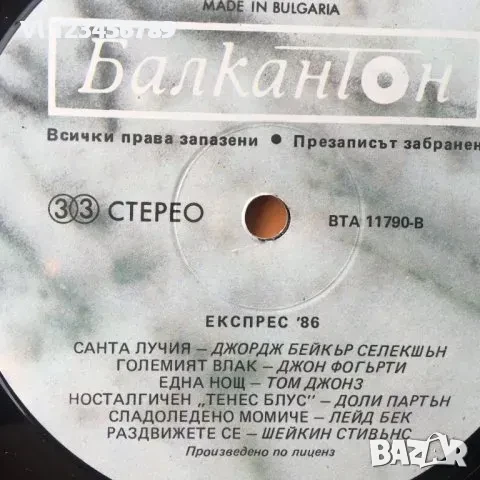 MADE IN BULGARIA
VL123456789
Балкантон
Всички права запазени ● Презаписът забранен
33 СТЕРЕО
ВТА 11790-В
ЕКСПРЕС '86
САНТА ЛУЧИЯ – ДЖОРДЖ БЕЙКЪР СЕЛЕКШЪН
ГОЛЕМИЯТ ВЛАК – ДЖОН ФОГЪРТИ
ЕДНА НОЩ – ТОМ ДЖОНЗ
НОСТАЛГИЧЕН „ТЕНЕС БЛУС" – ДОЛИ ПАРТЪН
СЛАДОЛЕДЕНО МОМИЧЕ – ЛЕЙД БЕК
РАЗДВИЖЕТЕ СЕ – ШЕЙКИН СТИВЪНС
Произведено по лиценз
BAZAR